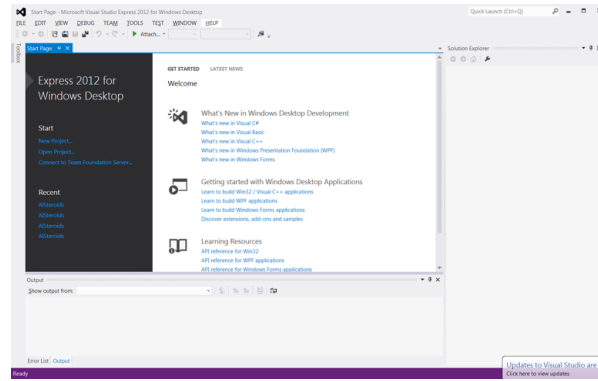 Start Page - Microsoft Visual Studio Express 2012 for Windows Desktop
Quick Launch (Ctrl+Q)
FILE EDIT VIEW DEBUG TEAM TOOLS TEST WINDOW HELP
Attach...
Toolbox
Start Page
Solution Explorer
Express 2012 for
Windows Desktop
Start
New Project...
Open Project...
Connect to Team Foundation Server...
Recent
AISteroids
AISteroids
AISteroids
AISteroids
GET STARTED LATEST NEWS
Welcome
What's New in Windows Desktop Development
What's new in Visual C#
What's new in Visual Basic
What's new in Visual C++
What's new in Windows Presentation Foundation (WPF)
What's new in Windows Forms
Getting started with Windows Desktop Applications
Learn to build Win32 / Visual C++ applications
Learn to build WPF applications
Learn to build Windows Forms applications
Discover extensions, add-ons and samples
Learning Resources
API reference for Win32
API reference for WPF applications
API reference for Windows Forms applications
Output
Show output from:
Error List Output
Ready
Updates to Visual Studio are
Click here to view updates